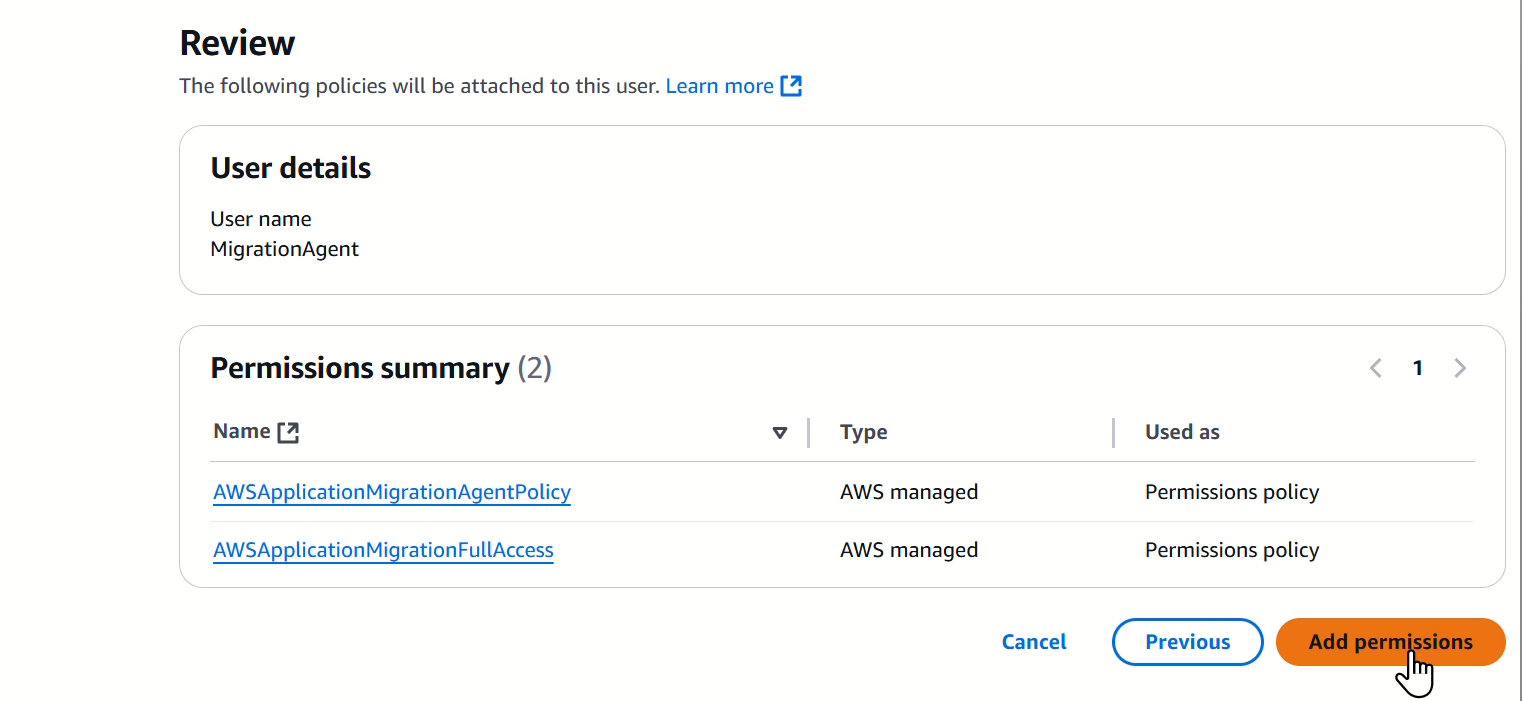 Review
The following policies will be attached to this user. Learn more
User details
User name
MigrationAgent
Permissions summary (2)
1
Name
Type
Used as
AWSApplicationMigrationAgentPolicy
AWS managed
Permissions policy
AWSApplicationMigrationFullAccess
AWS managed
Permissions policy
Cancel
Previous
Add permissions